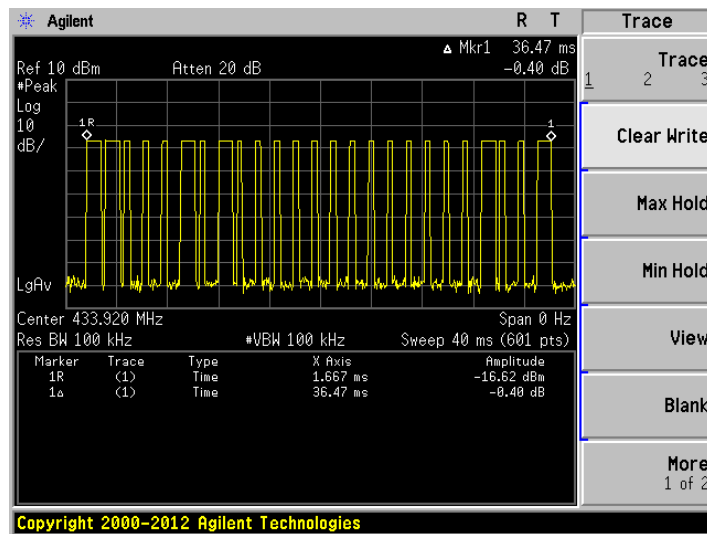 Agilent R T Trace
Δ Mkr1 36.47 ms
Ref 10 dBm Atten 20 dB -0.40 dB
#Peak
Log
10
dB/
1R
1
LgAv
Center 433.920 MHz Span 0 Hz
Res BW 100 kHz #VBW 100 kHz Sweep 40 ms (601 pts)
Marker Trace Type X Axis Amplitude
1R (1) Time 1.667 ms -16.62 dBm
1Δ (1) Time 36.47 ms -0.40 dB
Trace
1 2 3
Clear Write
Max Hold
Min Hold
View
Blank
More
1 of 2
Copyright 2000-2012 Agilent Technologies